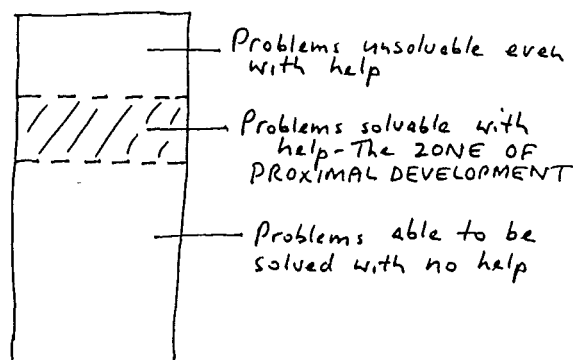 Problems unsolvable even
with help
Problems solvable with
help-The ZONE OF
PROXIMAL DEVELOPMENT
Problems able to be
solved with no help